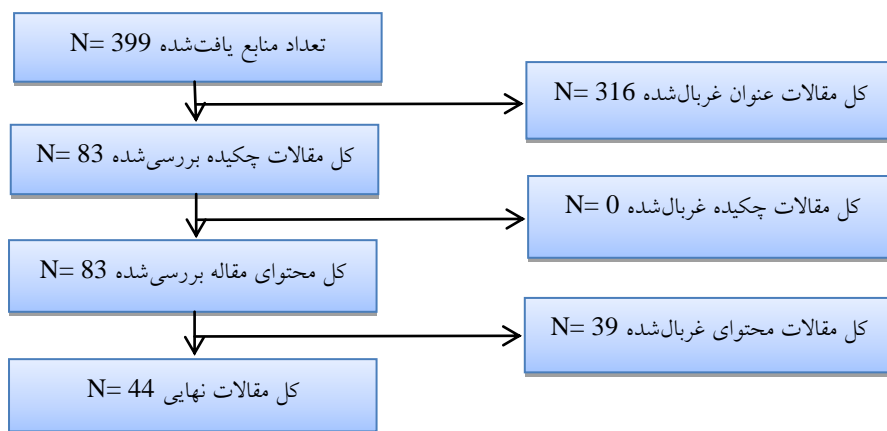 تعداد منابع یافت‌شده N= 399
کل مقالات عنوان غربال‌شده N= 316
کل مقالات چکیده بررسی‌شده N= 83
کل مقالات چکیده غربال‌شده N= 0
کل محتوای مقاله بررسی‌شده N= 83
کل مقالات محتوای غربال‌شده N= 39
کل مقالات نهایی N= 44